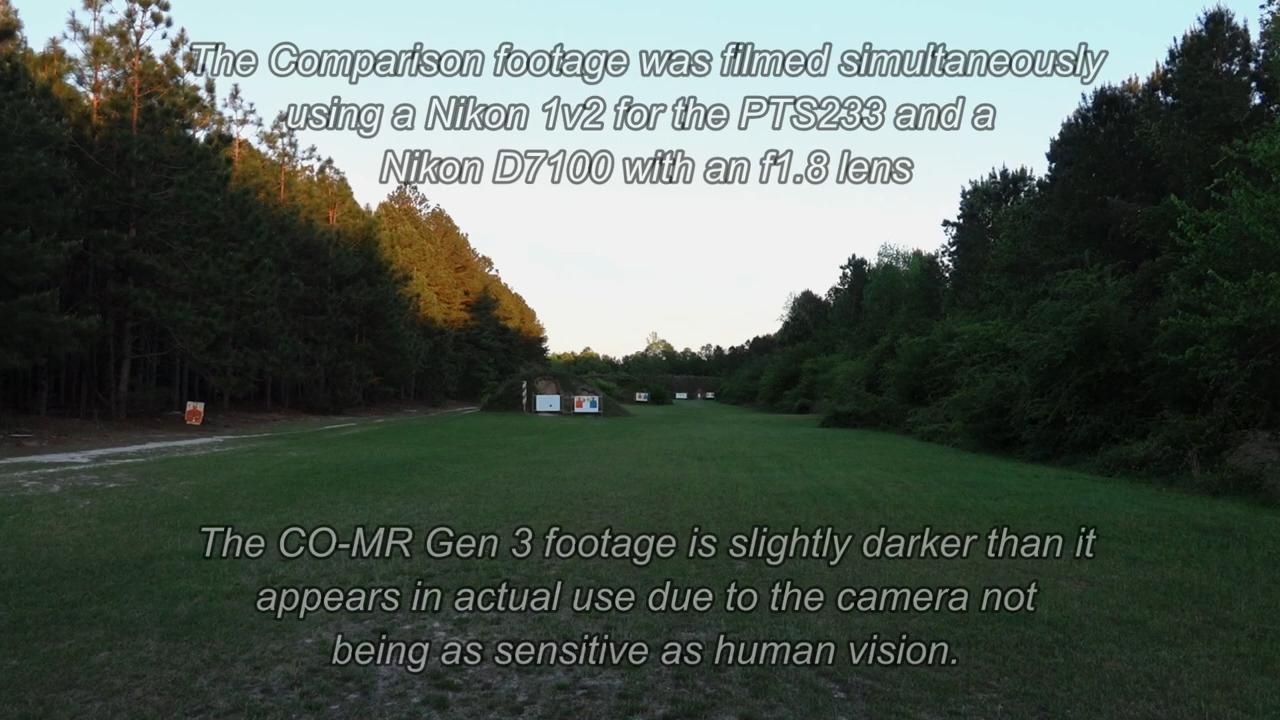 The Comparison footage was filmed simultaneously
using a Nikon 1v2 for the PTS233 and a
Nikon D7100 with an f1.8 lens
The CO-MR Gen 3 footage is slightly darker than it
appears in actual use due to the camera not
being as sensitive as human vision.